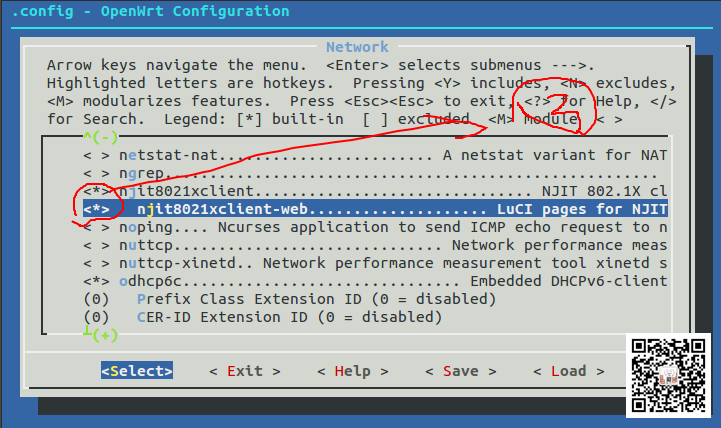 .config - OpenWrt Configuration
Network
Arrow keys navigate the menu.  <Enter> selects submenus --->.
Highlighted letters are hotkeys.  Pressing <Y> includes, <N> excludes,
<M> modularizes features.  Press <Esc><Esc> to exit, <?> for Help, </>
for Search.  Legend: [*] built-in  [ ] excluded  <M> module  < >
2
^(-)
< > netstat-nat......................... A netstat variant for NAT
< > ngrep..........................................................
<*> njit8021xclient................................ NJIT 802.1X cl
<*>   njit8021xclient-web.................... LuCI pages for NJIT
< > noping.... Ncurses application to send ICMP echo request to n
< > nuttcp............................ Network performance meas
< > nuttcp-xinetd.. Network performance measurement tool xinetd s
<*> odhcp6c................................ Embedded DHCPv6-client
(0)   Prefix Class Extension ID (0 = disabled)
(0)   CER-ID Extension ID (0 = disabled)
(+)
<Select>    < Exit >    < Help >    < Save >    < Load >